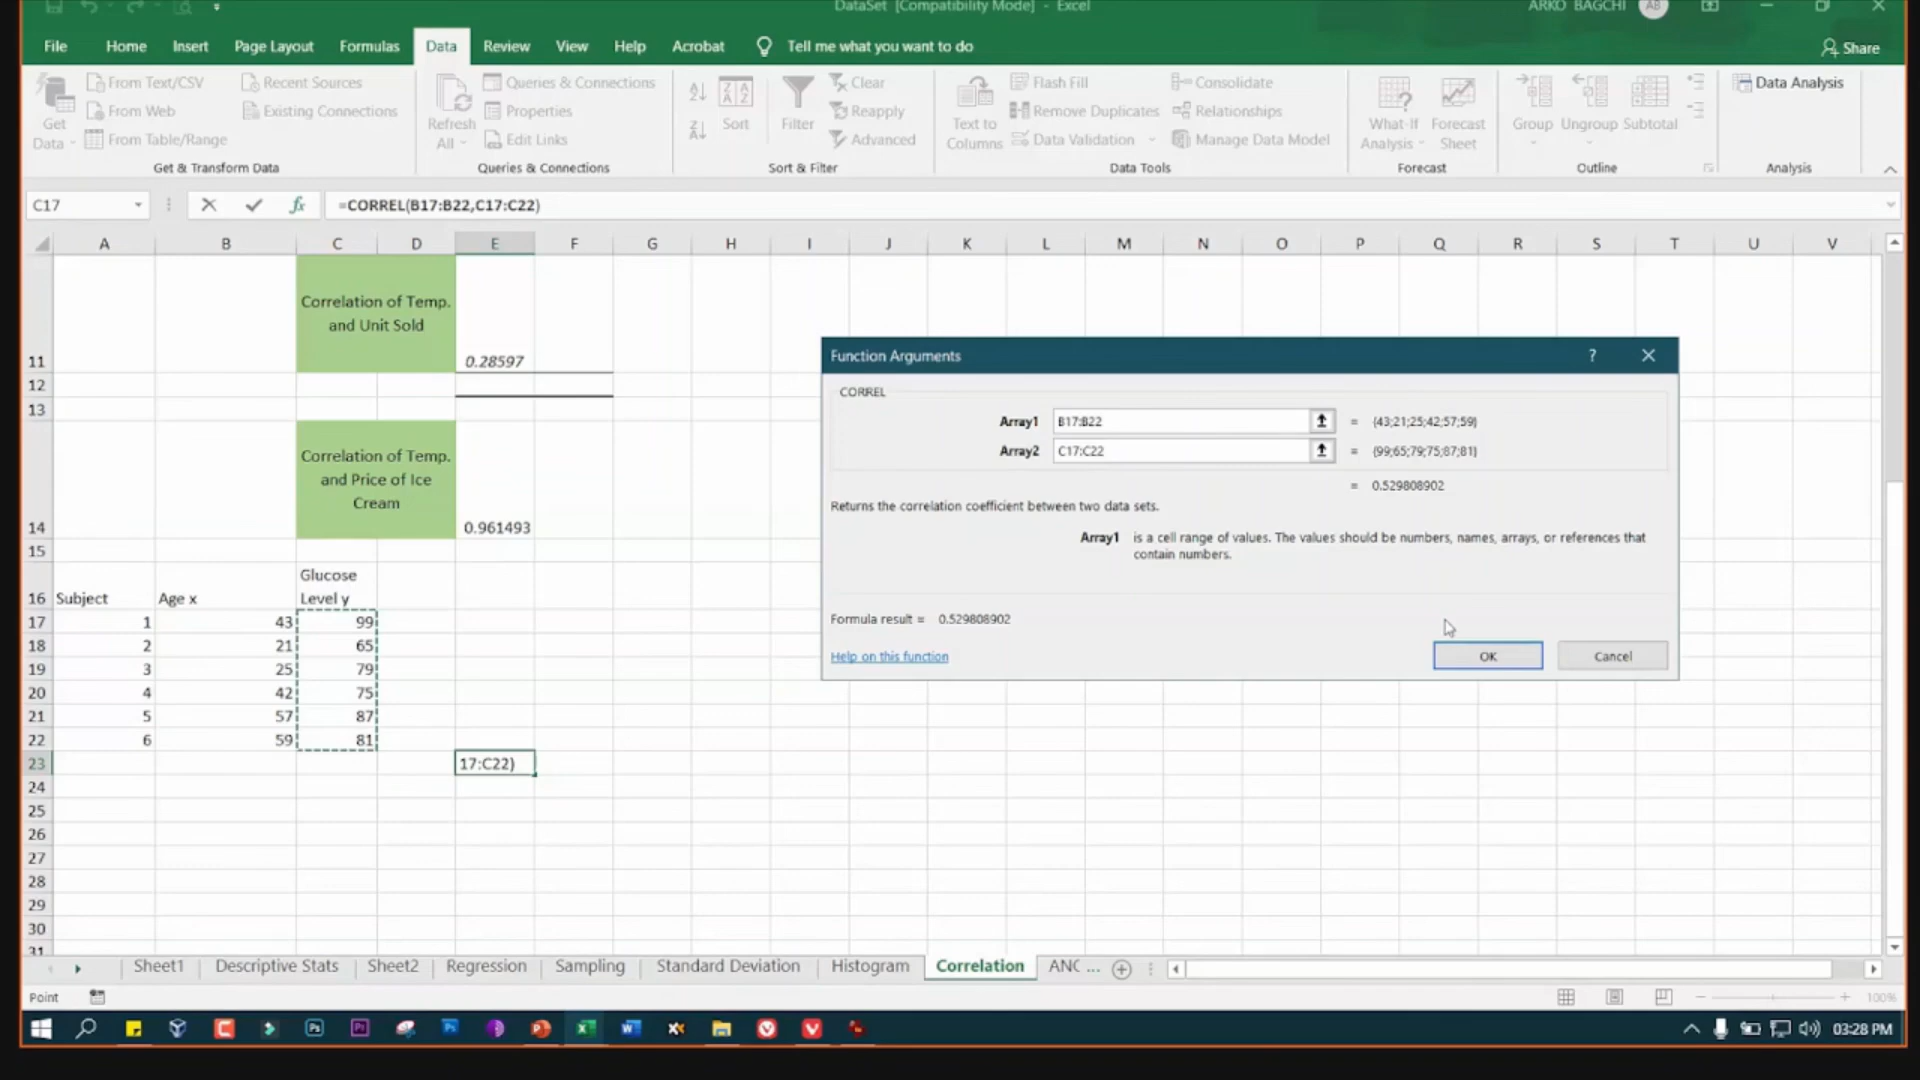 DataSet [Compatibility Mode] - Excel
ARKO BAGCHI
AB
File Home Insert Page Layout Formulas Data Review View Help Acrobat Tell me what you want to do
Share
Get Data
From Text/CSV
From Web
From Table/Range
Recent Sources
Existing Connections
Get & Transform Data
Refresh All
Queries & Connections
Properties
Edit Links
Queries & Connections
Sort
Filter
Clear
Reapply
Advanced
Sort & Filter
Text to Columns
Flash Fill
Remove Duplicates
Data Validation
Consolidate
Relationships
Manage Data Model
Data Tools
What-If Analysis
Forecast Sheet
Forecast
Group
Ungroup
Subtotal
Outline
Data Analysis
Analysis
C17
fx
=CORREL(B17:B22,C17:C22)
A B C D E F G H I J K L M N O P Q R S T U V
Correlation of Temp.
and Unit Sold
11 0.28597
12
13
Correlation of Temp.
and Price of Ice
Cream
14 0.961493
15
Glucose
16 Subject Age x Level y
17 1 43 99
18 2 21 65
19 3 25 79
20 4 42 75
21 5 57 87
22 6 59 81
23 17:C22)
24
25
26
27
28
29
30
31
Function Arguments
?
CORREL
Array1 B17:B22 = {43;21;25;42;57;59}
Array2 C17:C22 = {99;65;79;75;87;81}
= 0.529808902
Returns the correlation coefficient between two data sets.
Array1 is a cell range of values. The values should be numbers, names, arrays, or references that
contain numbers.
Formula result = 0.529808902
Help on this function
OK
Cancel
Sheet1 Descriptive Stats Sheet2 Regression Sampling Standard Deviation Histogram Correlation ANC ...
Point
100%
03:28 PM